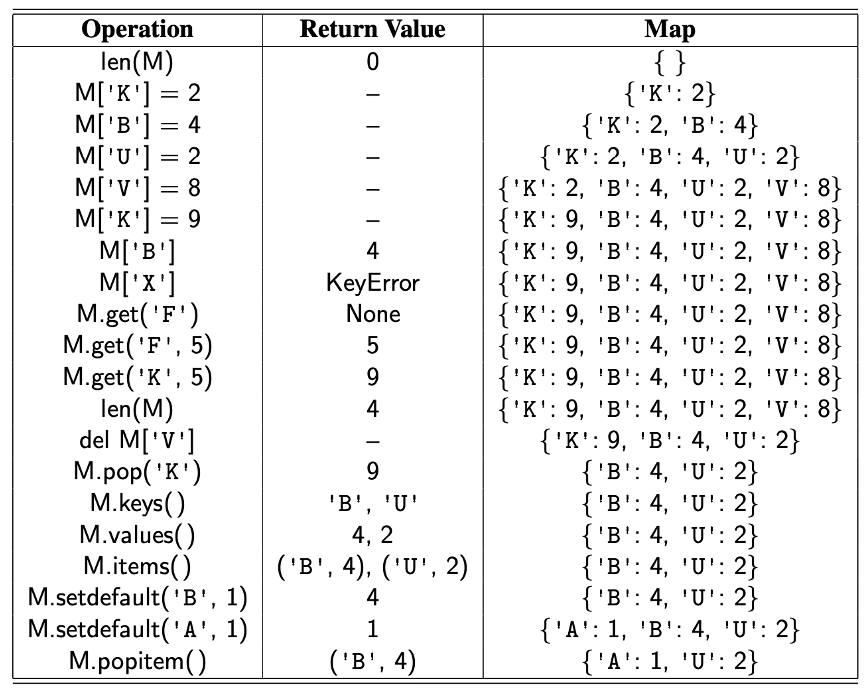 Operation Return Value Map
len(M) 0 { }
M['K'] = 2 – {'K': 2}
M['B'] = 4 – {'K': 2, 'B': 4}
M['U'] = 2 – {'K': 2, 'B': 4, 'U': 2}
M['V'] = 8 – {'K': 2, 'B': 4, 'U': 2, 'V': 8}
M['K'] = 9 – {'K': 9, 'B': 4, 'U': 2, 'V': 8}
M['B'] 4 {'K': 9, 'B': 4, 'U': 2, 'V': 8}
M['X'] KeyError {'K': 9, 'B': 4, 'U': 2, 'V': 8}
M.get('F') None {'K': 9, 'B': 4, 'U': 2, 'V': 8}
M.get('F', 5) 5 {'K': 9, 'B': 4, 'U': 2, 'V': 8}
M.get('K', 5) 9 {'K': 9, 'B': 4, 'U': 2, 'V': 8}
len(M) 4 {'K': 9, 'B': 4, 'U': 2, 'V': 8}
del M['V'] – {'K': 9, 'B': 4, 'U': 2}
M.pop('K') 9 {'B': 4, 'U': 2}
M.keys() 'B', 'U' {'B': 4, 'U': 2}
M.values() 4, 2 {'B': 4, 'U': 2}
M.items() ('B', 4), ('U', 2) {'B': 4, 'U': 2}
M.setdefault('B', 1) 4 {'B': 4, 'U': 2}
M.setdefault('A', 1) 1 {'A': 1, 'B': 4, 'U': 2}
M.popitem() ('B', 4) {'A': 1, 'U': 2}